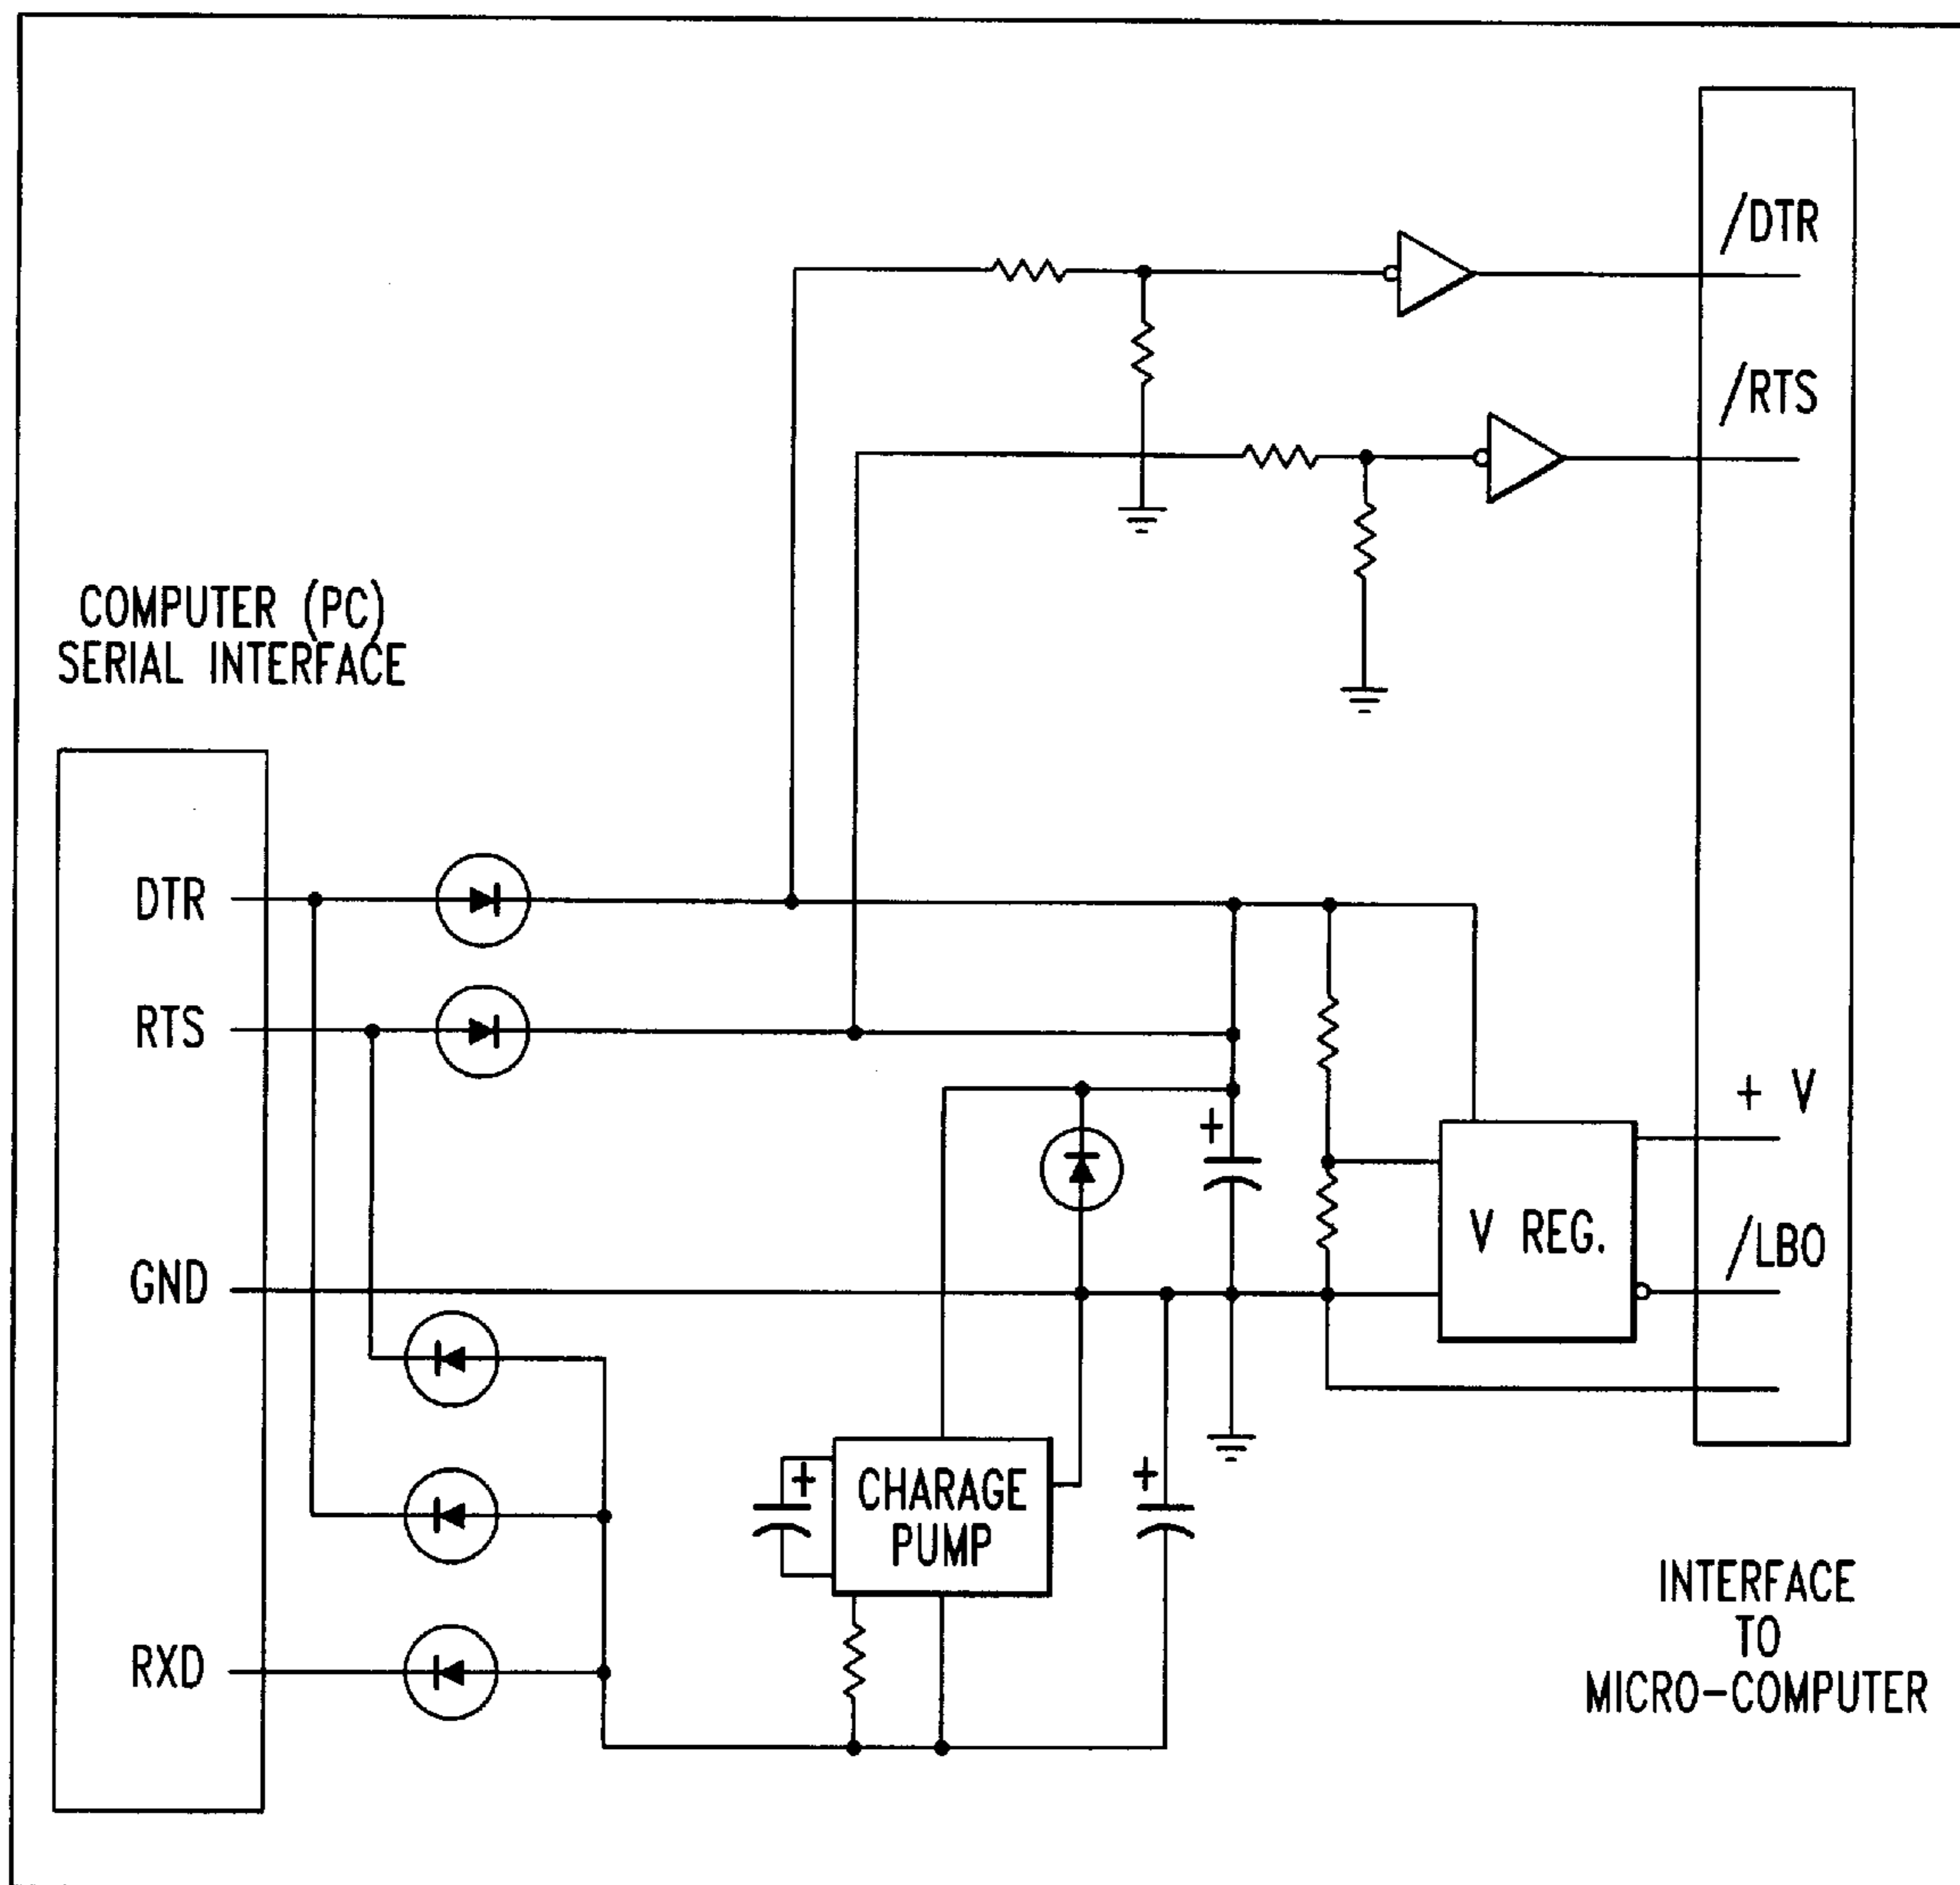 /DTR
/RTS
COMPUTER (PC)
SERIAL INTERFACE
DTR
RTS
+ V
+
V REG.
/LBO
GND
+
+
CHARAGE
PUMP
INTERFACE
TO
MICRO-COMPUTER
RXD